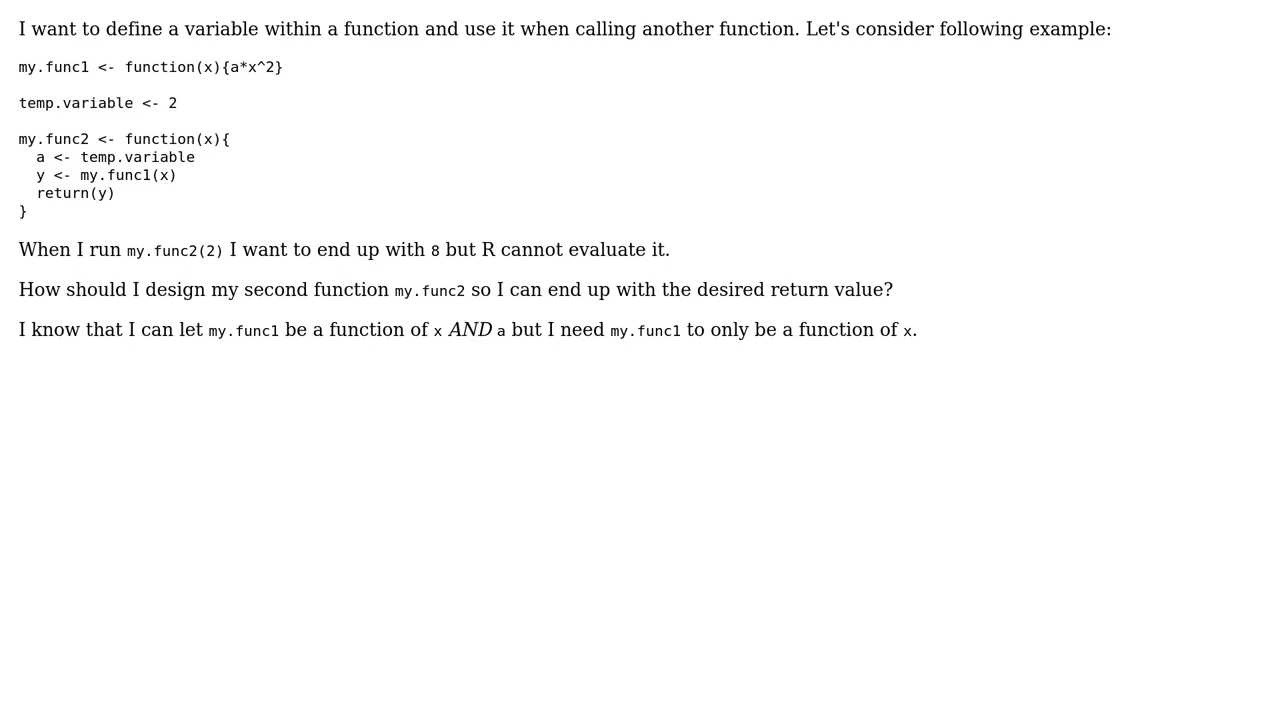 I want to define a variable within a function and use it when calling another function. Let's consider following example:
my.func1 <- function(x){a*x^2}
temp.variable <- 2
my.func2 <- function(x){
  a <- temp.variable
  y <- my.func1(x)
  return(y)
}
When I run my.func2(2) I want to end up with 8 but R cannot evaluate it.
How should I design my second function my.func2 so I can end up with the desired return value?
I know that I can let my.func1 be a function of x AND a but I need my.func1 to only be a function of x.